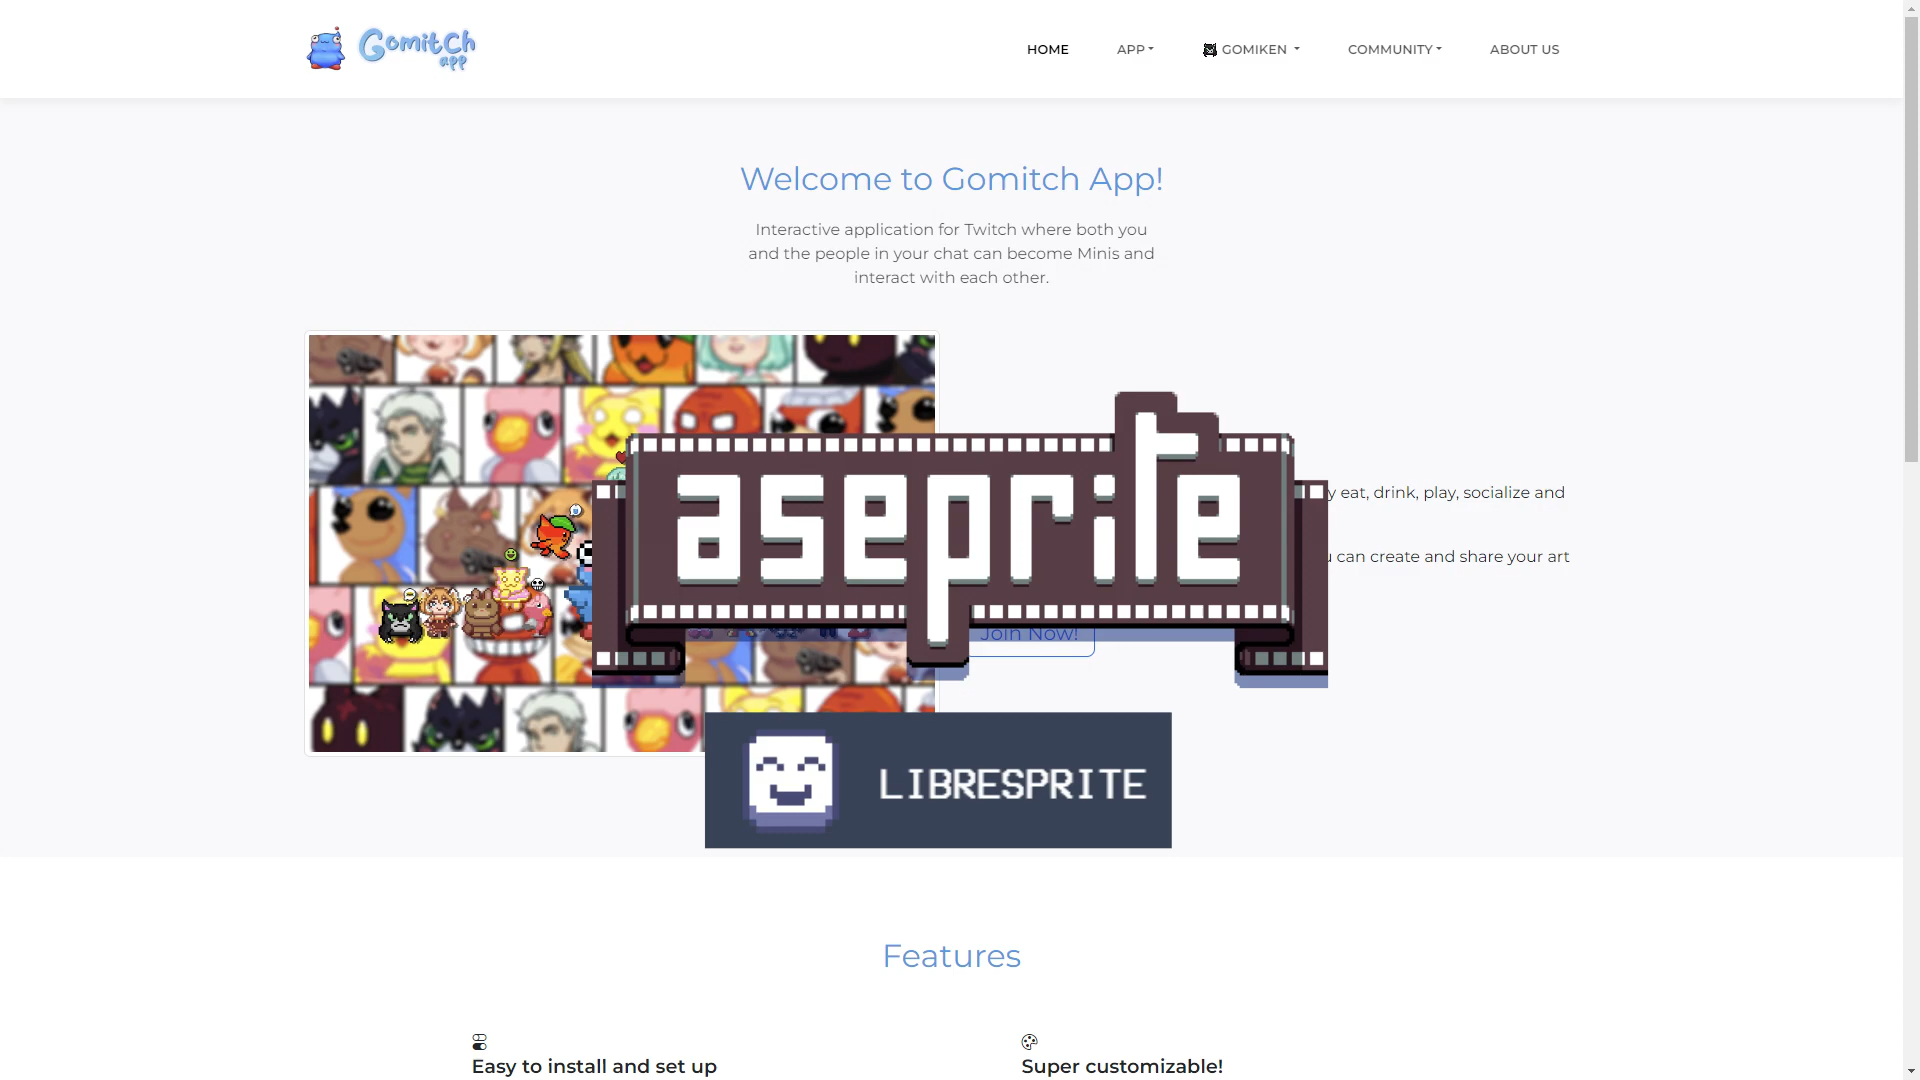 Gomitch
app
HOME
APP
GOMIKEN
COMMUNITY
ABOUT US
Welcome to Gomitch App!
Interactive application for Twitch where both you
and the people in your chat can become Minis and
interact with each other.
aseprite
y eat, drink, play, socialize and
can create and share your art
Join Now!
LIBRESPRITE
Features
Easy to install and set up
Super customizable!